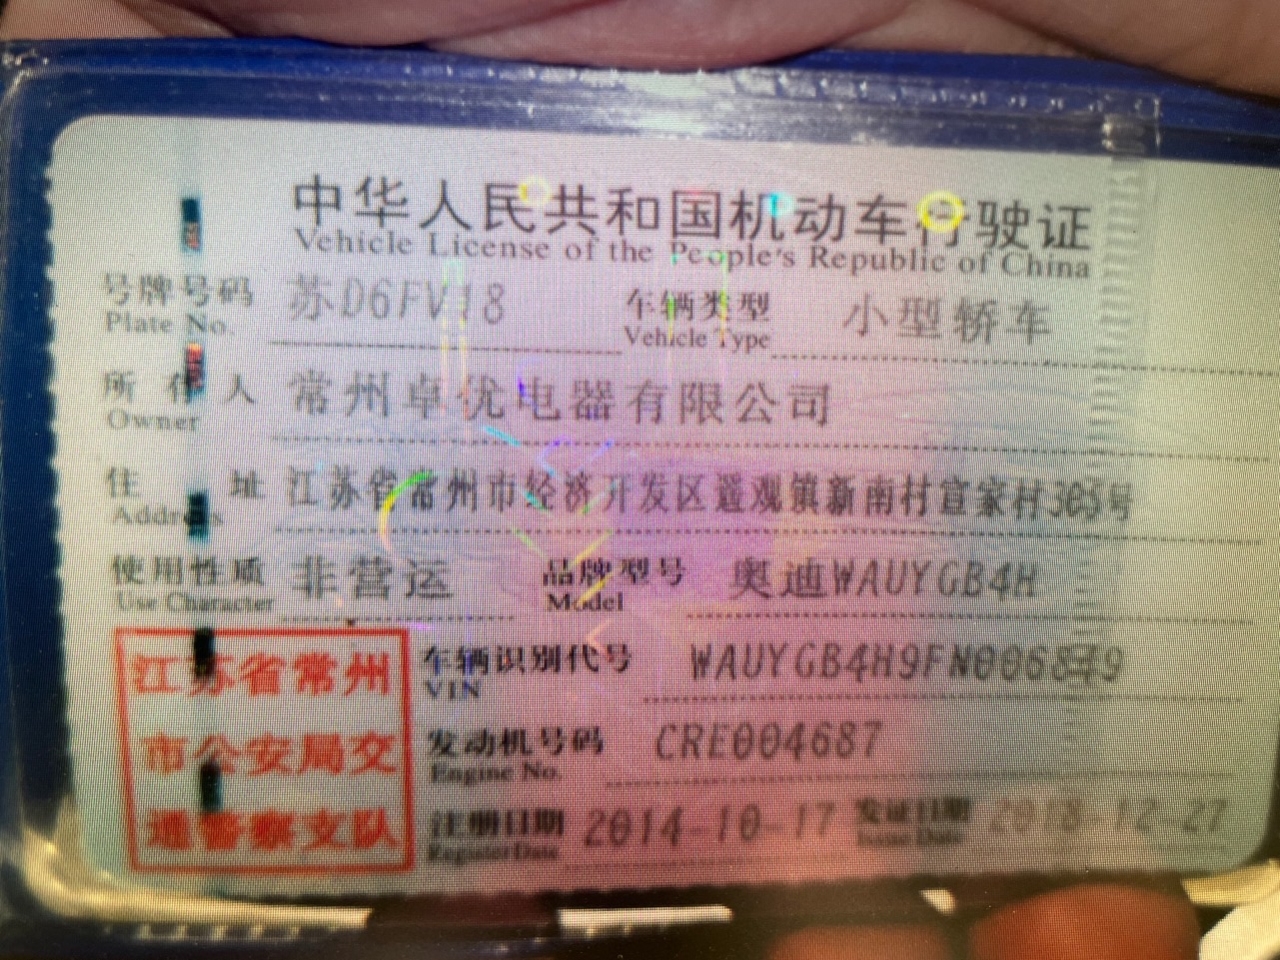 中华人民共和国机动车行驶证
Vehicle License of the People's Republic of China
号牌号码 苏D6FV18 车辆类型 小型轿车
Plate No. Vehicle Type
所有人 常州卓优电器有限公司
Owner
住址 江苏省常州市经济开发区遥观镇新南村宣家村305号
Address
使用性质 非营运 品牌型号 奥迪WAUYGB4H
Use Character Model
江苏省常州
市公安局交
通警察支队
车辆识别代号 WAUYGB4H9FN006849
VIN
发动机号码 CRE004687
Engine No.
注册日期 2014-10-17 发证日期 2018-12-27
Register Date Issue Date